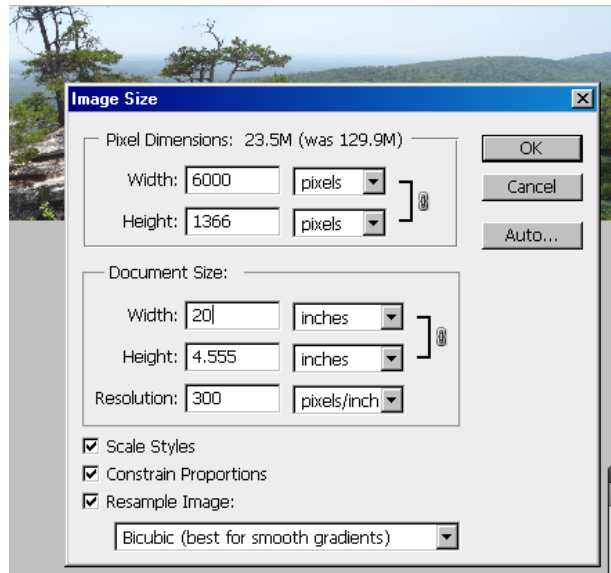 Image Size
Pixel Dimensions: 23.5M (was 129.9M)
Width: 6000 pixels
Height: 1366 pixels
OK
Cancel
Auto...
Document Size:
Width: 20 inches
Height: 4.555 inches
Resolution: 300 pixels/inch
Scale Styles
Constrain Proportions
Resample Image:
Bicubic (best for smooth gradients)